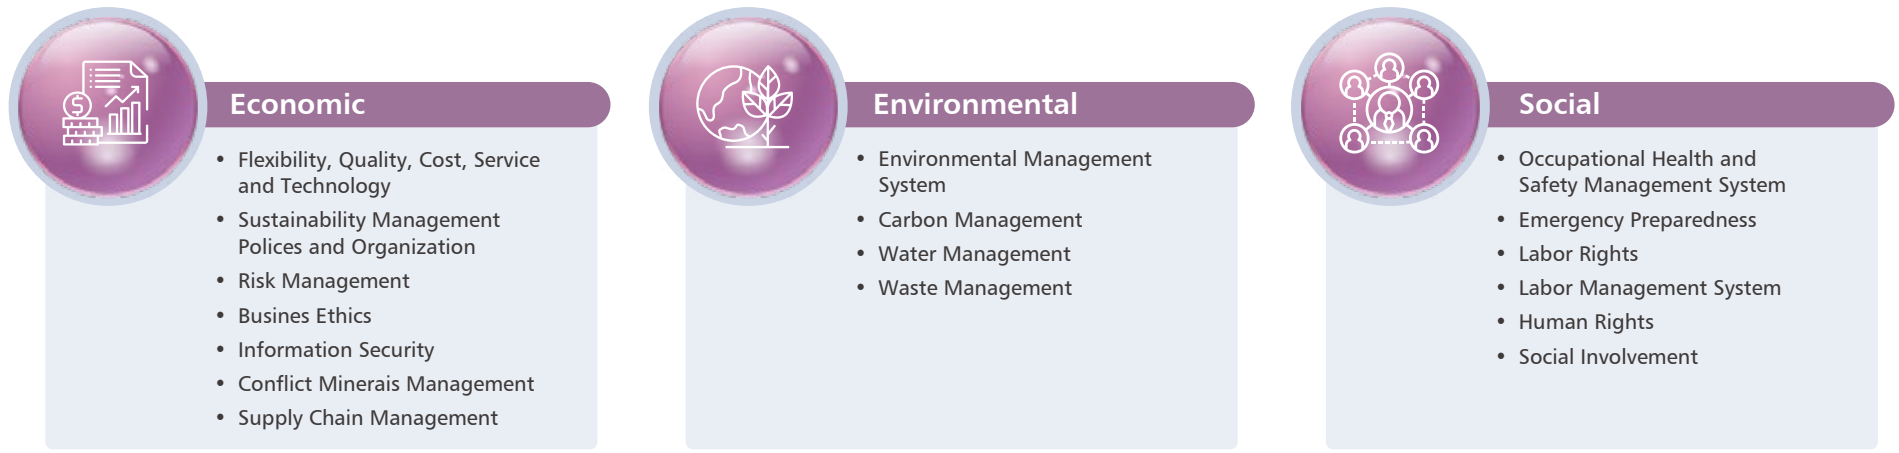 Economic
• Flexibility, Quality, Cost, Service
and Technology
• Sustainability Management
Polices and Organization
• Risk Management
• Busines Ethics
• Information Security
• Conflict Minerais Management
• Supply Chain Management
Environmental
• Environmental Management
System
• Carbon Management
• Water Management
• Waste Management
Social
• Occupational Health and
Safety Management System
• Emergency Preparedness
• Labor Rights
• Labor Management System
• Human Rights
• Social Involvement